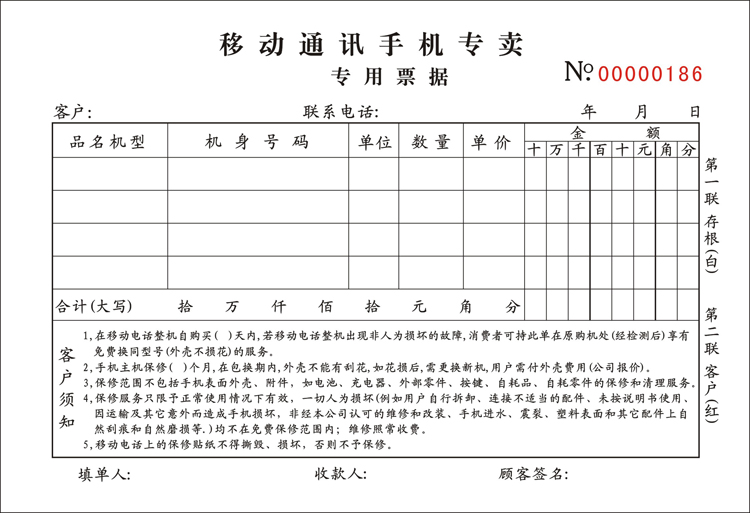 移动通讯手机专卖
专用票据
No. 00000186
客户: 联系电话: 年 月 日
品名机型 机身号码 单位 数量 单价 金额
十 万 千 百 十 元 角 分
合计(大写) 拾 万 仟 佰 拾 元 角 分
客户须知
1,在移动电话整机自购买( )天内,若移动电话整机出现非人为损坏的故障,消费者可持此单在原购机处(经检测后)享有
免费换同型号(外壳不损花)的服务。
2,手机主机保修( )个月,在包换期内,外壳不能有刮花,如花损后,需更换新机,用户需付外壳费用(公司报价)。
3,保修范围不包括手机表面外壳、附件,如电池、充电器、外部零件、按健、自耗品、自耗零件的保修和清理服务。
4,保修服务只限予正常使用情况下有效,一切人为损坏(例如用户自行拆卸、连接不适当的配件、未按说明书使用、
因运输及其它意外而造成手机损坏,非经本公司认可的维修和改装、手机进水、震裂、塑料表面和其它配件上自
然刮痕和自然磨损等.)均不在免费保修范围内;维修照常收费。
5,移动电话上的保修贴纸不得撕毁、损坏,否则不予保修。
填单人: 收款人: 顾客签名:
第一联 存根(白)
第二联 客户(红)